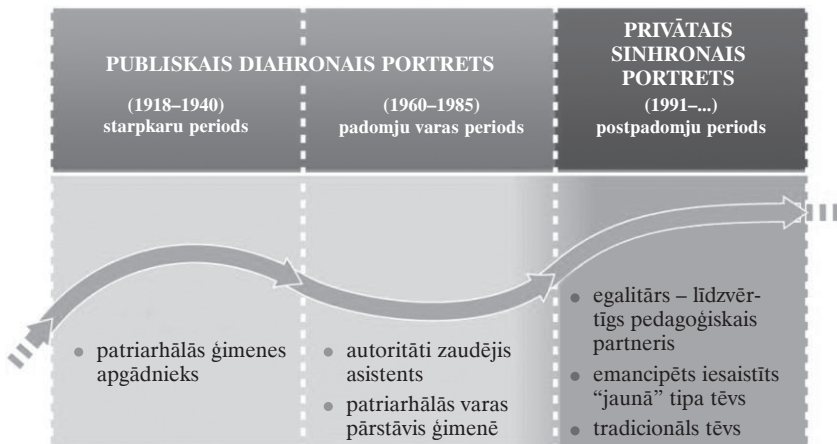 PUBLISKAIS DIAHRONAIS PORTRETS
(1918–1940)
starpkaru periods
(1960–1985)
padomju varas periods
PRIVĀTAIS
SINHRONAIS
PORTRETS
(1991–...)
postpadomju periods
• patriarhālās ģimenes
apgādnieks
• autoritāti zaudējis
asistents
• patriarhālās varas
pārstāvis ģimenē
• egalitārs – līdzvēr-
tīgs pedagoģiskais
partneris
• emancipēts iesaistīts
“jaunā” tipa tēvs
• tradicionāls tēvs